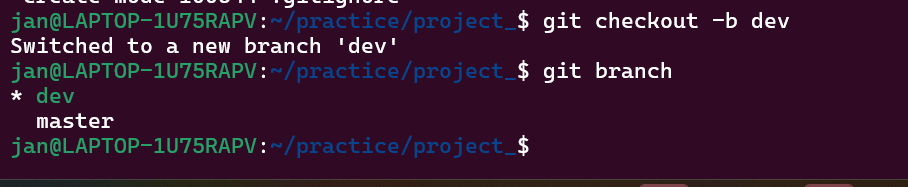 jan@LAPTOP-1U75RAPV:~/practice/project_$ git checkout -b dev
Switched to a new branch 'dev'
jan@LAPTOP-1U75RAPV:~/practice/project_$ git branch
* dev
  master
jan@LAPTOP-1U75RAPV:~/practice/project_$